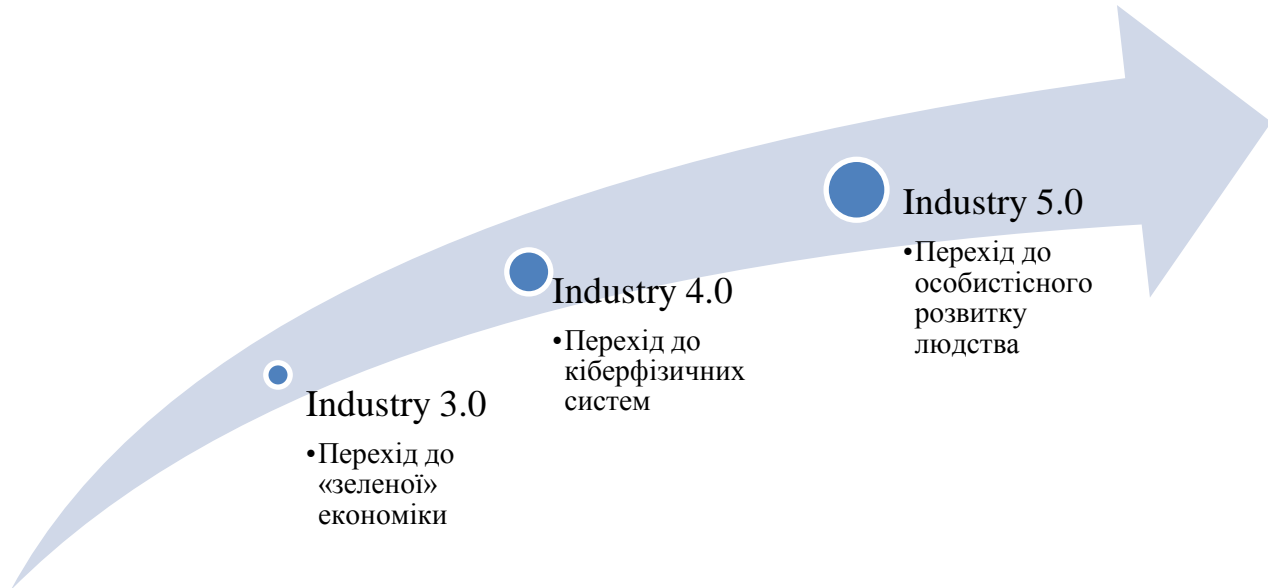 Industry 3.0
•Перехід до
«зеленої»
економіки
Industry 4.0
•Перехід до
кіберфізичних
систем
Industry 5.0
•Перехід до
особистісного
розвитку
людства